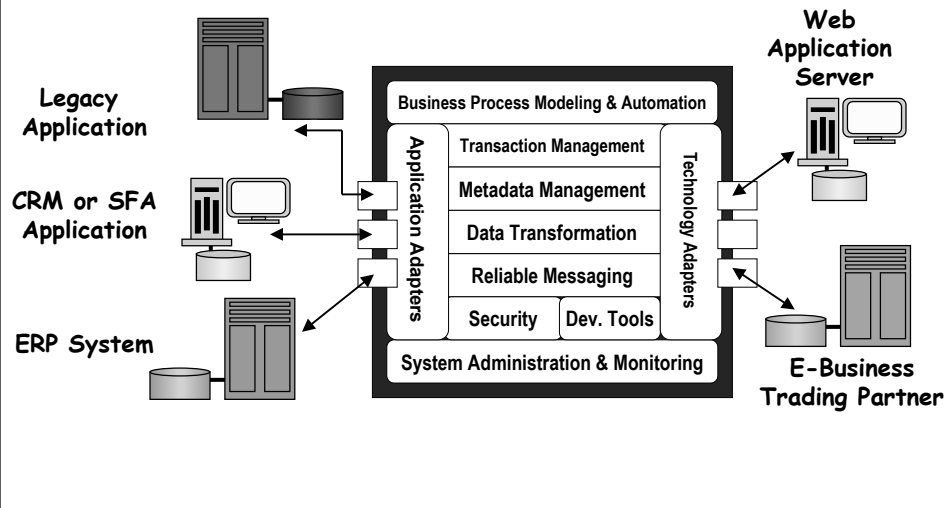 Web
Application
Server
Legacy
Application
CRM or SFA
Application
ERP System
Business Process Modeling & Automation
Application Adapters
Transaction Management
Metadata Management
Data Transformation
Reliable Messaging
Security
Dev. Tools
Technology Adapters
System Administration & Monitoring
E-Business
Trading Partner